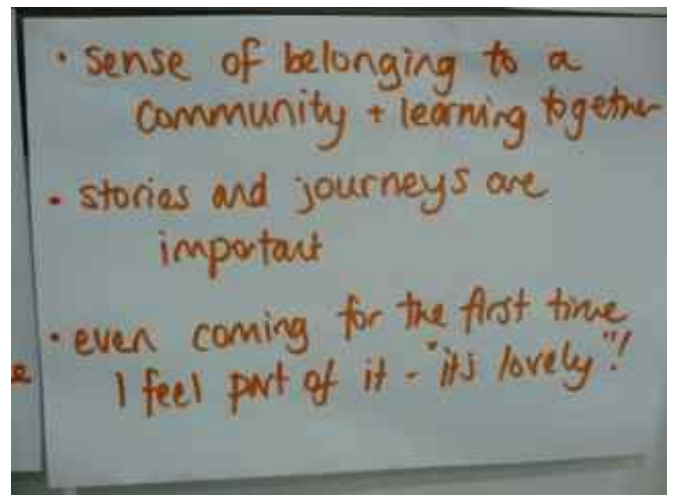 • sense of belonging to a
community + learning together
• stories and journeys are
important
• even coming for the first time
I feel part of it - "its lovely"!
e